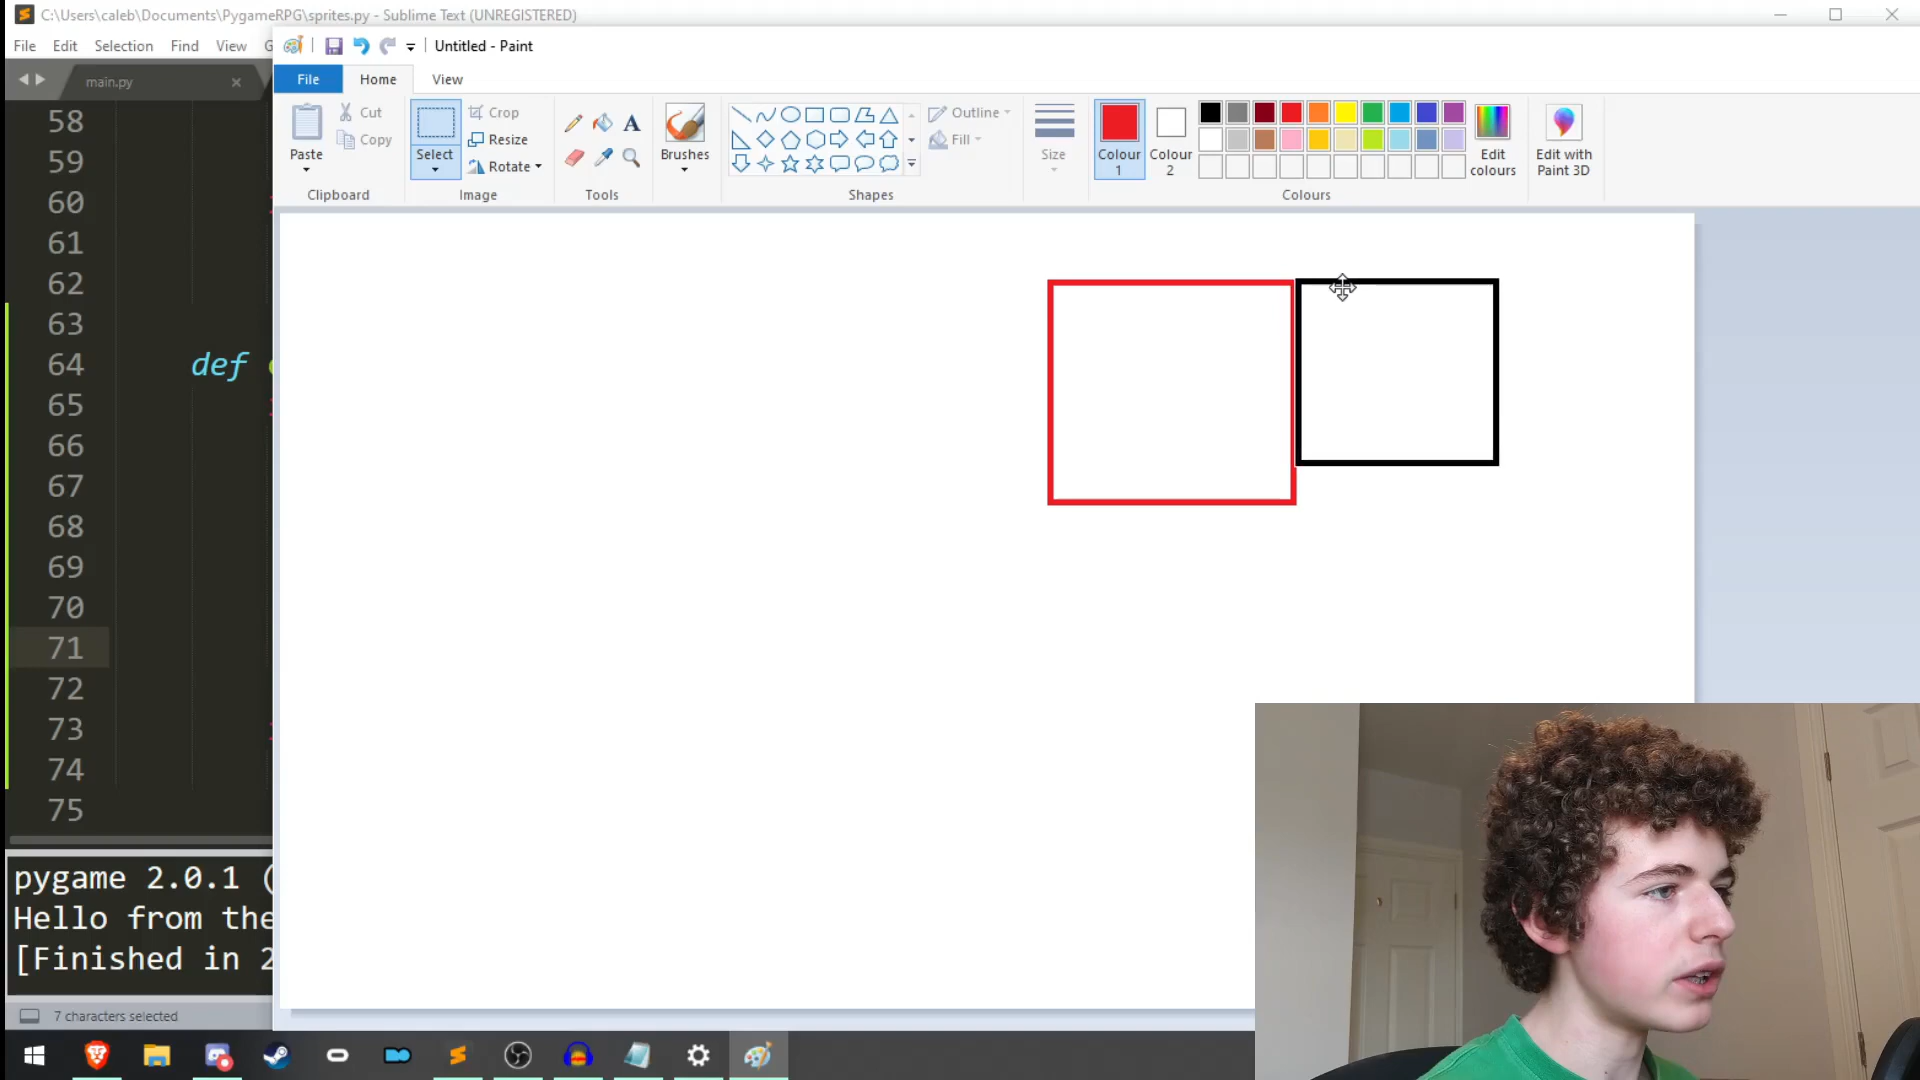 C:\Users\caleb\Documents\PygameRPG\sprites.py - Sublime Text (UNREGISTERED)
File Edit Selection Find View G
Untitled - Paint
main.py
File Home View
Paste
Cut
Copy
Clipboard
Select
Crop
Resize
Rotate
Image
A
Tools
Brushes
Outline
Fill
Shapes
Size
Colour 1
Colour 2
Edit colours
Colours
Edit with Paint 3D
58
59
60
61
62
63
64 def
65
66
67
68
69
70
71
72
73
74
75
pygame 2.0.1 (
Hello from the
[Finished in 2
7 characters selected